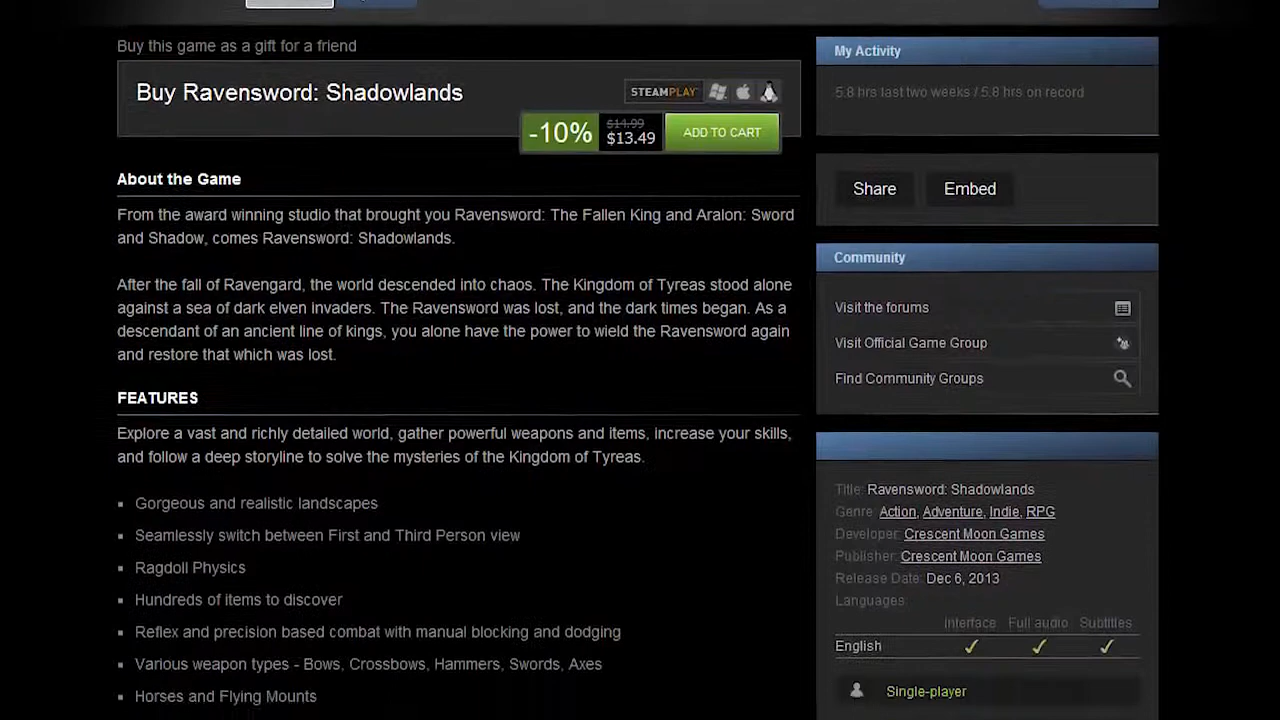 Buy this game as a gift for a friend
Buy Ravensword: Shadowlands
STEAMPLAY
-10%
$14.99
$13.49
ADD TO CART
About the Game
From the award winning studio that brought you Ravensword: The Fallen King and Aralon: Sword
and Shadow, comes Ravensword: Shadowlands.
After the fall of Ravengard, the world descended into chaos. The Kingdom of Tyreas stood alone
against a sea of dark elven invaders. The Ravensword was lost, and the dark times began. As a
descendant of an ancient line of kings, you alone have the power to wield the Ravensword again
and restore that which was lost.
FEATURES
Explore a vast and richly detailed world, gather powerful weapons and items, increase your skills,
and follow a deep storyline to solve the mysteries of the Kingdom of Tyreas.
Gorgeous and realistic landscapes
Seamlessly switch between First and Third Person view
Ragdoll Physics
Hundreds of items to discover
Reflex and precision based combat with manual blocking and dodging
Various weapon types - Bows, Crossbows, Hammers, Swords, Axes
Horses and Flying Mounts
My Activity
5.8 hrs last two weeks / 5.8 hrs on record
Share
Embed
Community
Visit the forums
Visit Official Game Group
Find Community Groups
Title: Ravensword: Shadowlands
Genre: Action, Adventure, Indie, RPG
Developer: Crescent Moon Games
Publisher: Crescent Moon Games
Release Date: Dec 6, 2013
Languages:
Interface Full audio Subtitles
English
Single-player